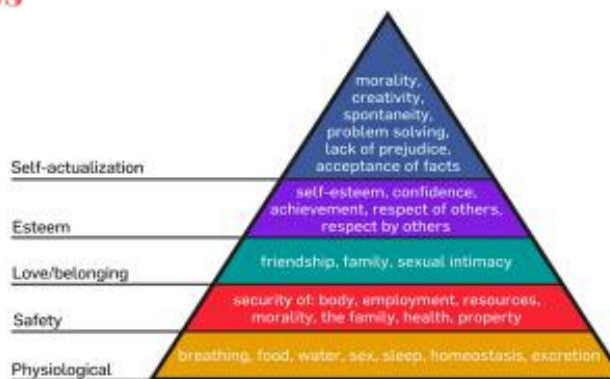 morality,
creativity,
spontaneity,
problem solving,
lack of prejudice,
acceptance of facts
Self-actualization
self-esteem, confidence,
achievement, respect of others,
respect by others
Esteem
friendship, family, sexual intimacy
Love/belonging
security of: body, employment, resources,
morality, the family, health, property
Safety
breathing, food, water, sex, sleep, homeostasis, excretion
Physiological